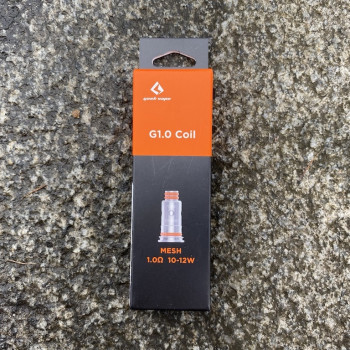 geek vape
G1.0 Coil
MESH
1.0Ω 10-12W